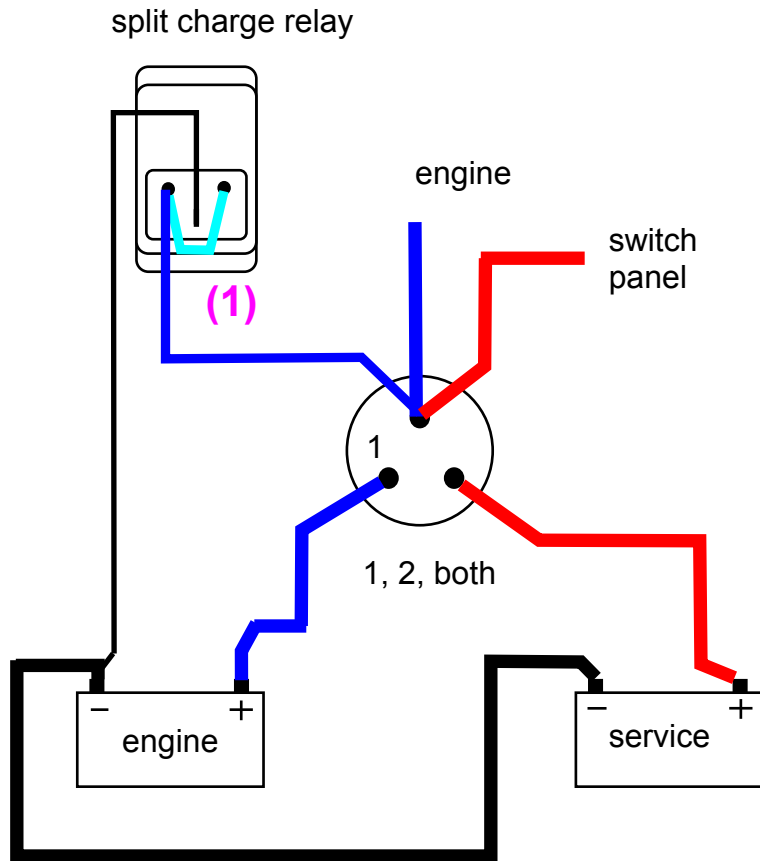 split charge relay
engine
switch
panel
(1)
1
1, 2, both
− +
engine
− +
service